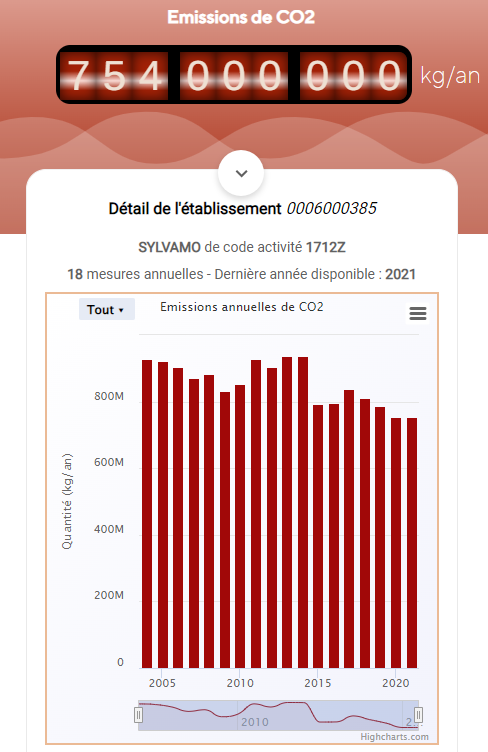 Emissions de CO2
754 000 000 kg/an
Détail de l'établissement 0006000385
SYLVAMO de code activité 1712Z
18 mesures annuelles - Dernière année disponible : 2021
Tout ▾
Emissions annuelles de CO2
Quantité (kg/an)
800M
600M
400M
200M
0
2005 2010 2015 2020
2010
Highcharts.com